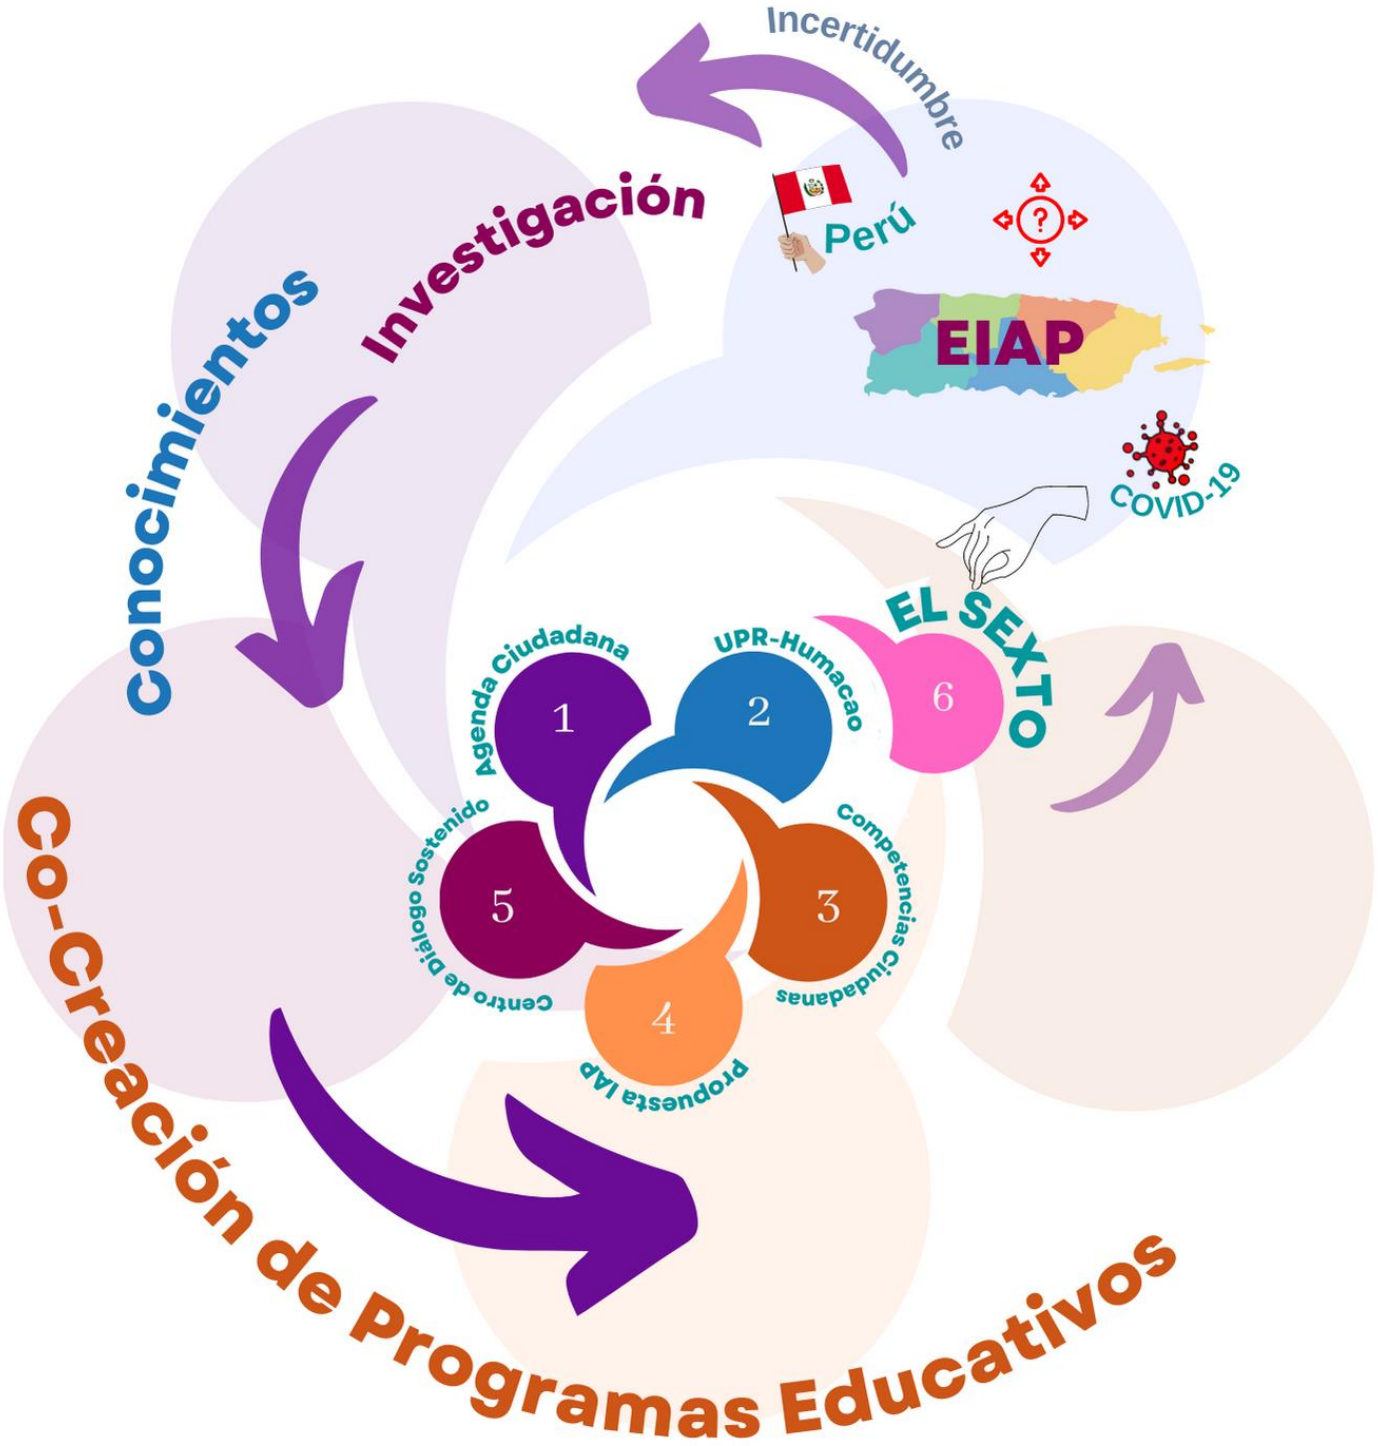 Incertidumbre
Perú
?
EIAP
COVID-19
Investigación
Conocimientos
Co-Creación de Programas Educativos
Agenda Ciudadana
1
UPR-Humacao
2
EL SEXTO
6
Competencias Ciudadanas
3
Propuesta IAP
4
Centro de Diálogo Sostenido
5